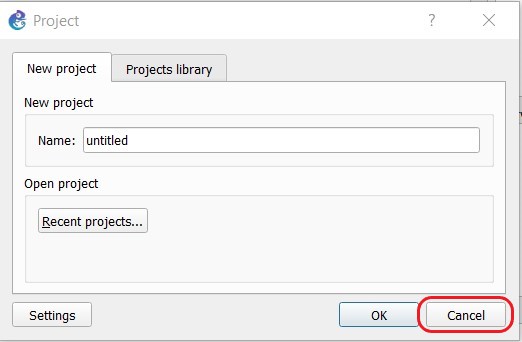 Project
?
New project
Projects library
New project
Name: untitled
Open project
Recent projects...
Settings
OK
Cancel